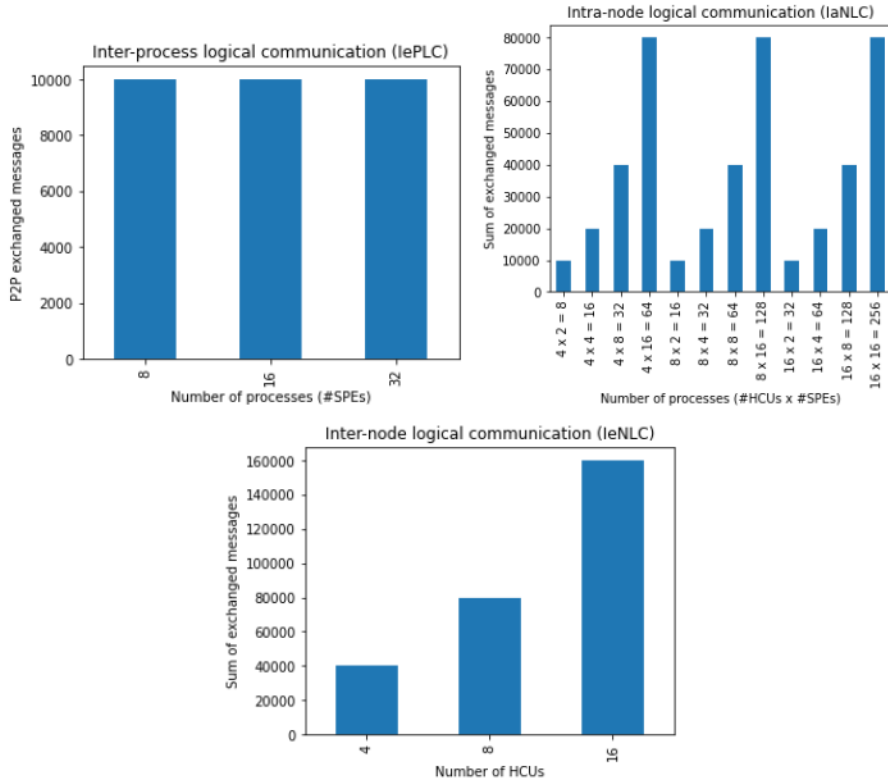 Inter-process logical communication (IePLC)
P2P exchanged messages
10000
8000
6000
4000
2000
0
8
16
32
Number of processes (#SPEs)
Intra-node logical communication (IaNLC)
Sum of exchanged messages
80000
70000
60000
50000
40000
30000
20000
10000
0
4 x 2 = 8
4 x 4 = 16
4 x 8 = 32
4 x 16 = 64
8 x 2 = 16
8 x 4 = 32
8 x 8 = 64
8 x 16 = 128
16 x 2 = 32
16 x 4 = 64
16 x 8 = 128
16 x 16 = 256
Number of processes (#HCUs x #SPEs)
Inter-node logical communication (IeNLC)
Sum of exchanged messages
160000
140000
120000
100000
80000
60000
40000
20000
0
4
8
16
Number of HCUs